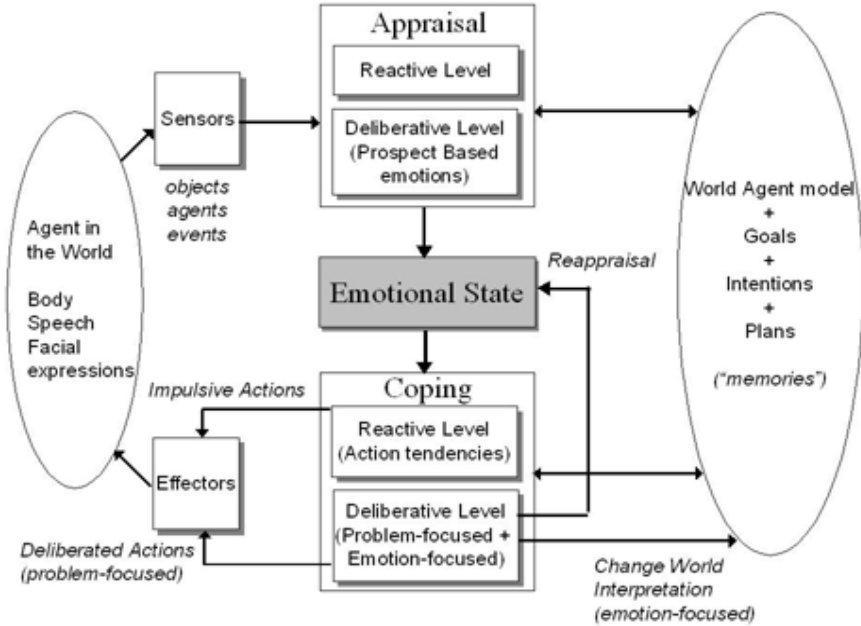 Appraisal
Reactive Level
Deliberative Level
(Prospect Based
emotions)
Sensors
objects
agents
events
Agent in
the World
Body
Speech
Facial
expressions
World Agent model
+
Goals
+
Intentions
+
Plans
("memories")
Reappraisal
Emotional State
Coping
Impulsive Actions
Reactive Level
(Action tendencies)
Effectors
Deliberative Level
(Problem-focused +
Emotion-focused)
Deliberated Actions
(problem-focused)
Change World
Interpretation
(emotion-focused)